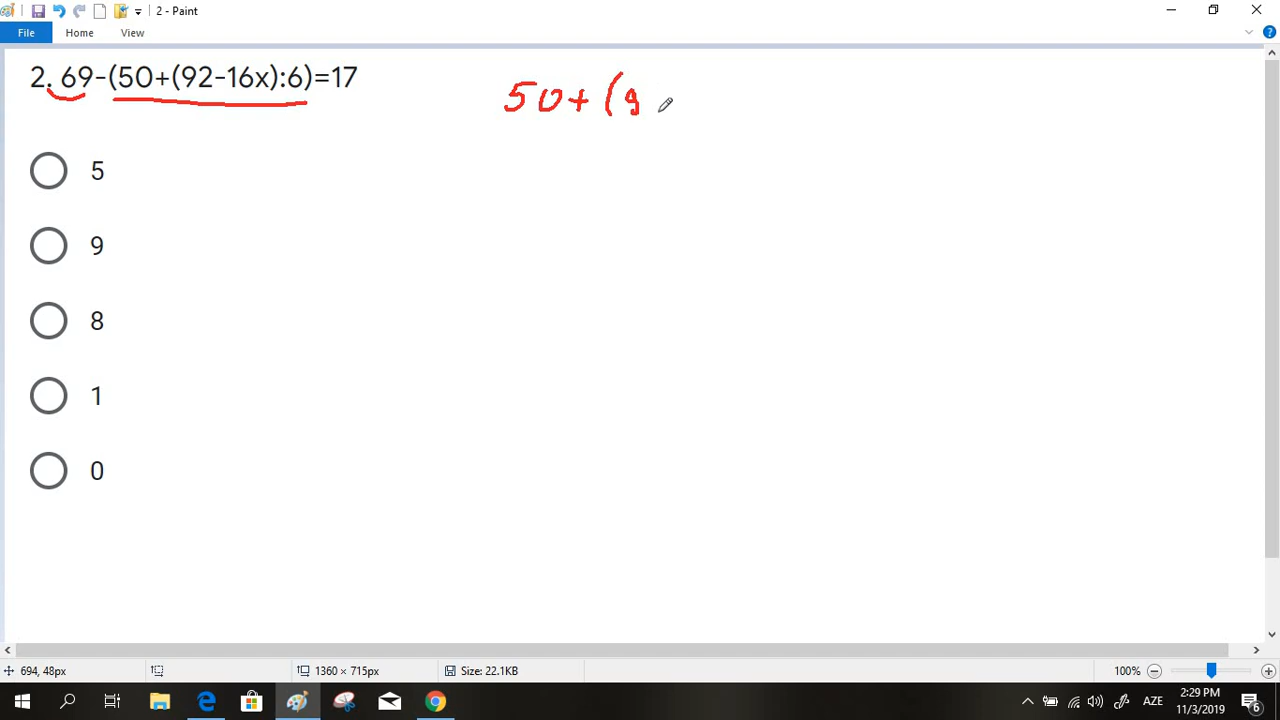 2 - Paint
File Home View
2. 69-(50+(92-16x):6)=17
50+(9
5
9
8
1
0
694, 48px 1360 × 715px Size: 22.1KB 100%
AZE 2:29 PM
11/3/2019 6